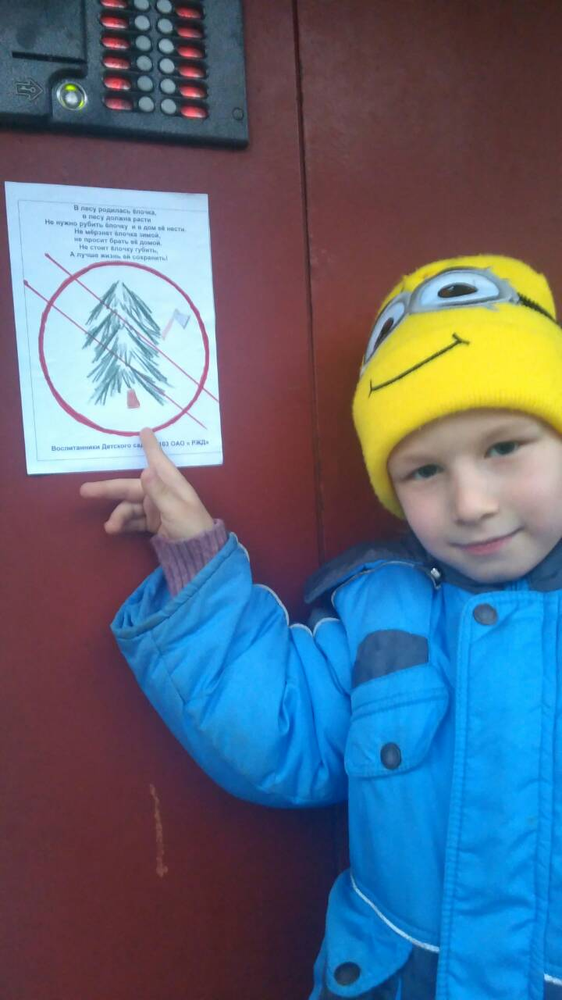 В лесу родилась ёлочка,
в лесу должна расти
Не нужно рубить ёлочку и в дом её нести.
Не мёрзнет ёлочка зимой,
не просит брать её домой.
Не стоит ёлочку губить,
А лучше жизнь ей сохранить!
Воспитанники Детского 103 ОАО « РЖД»